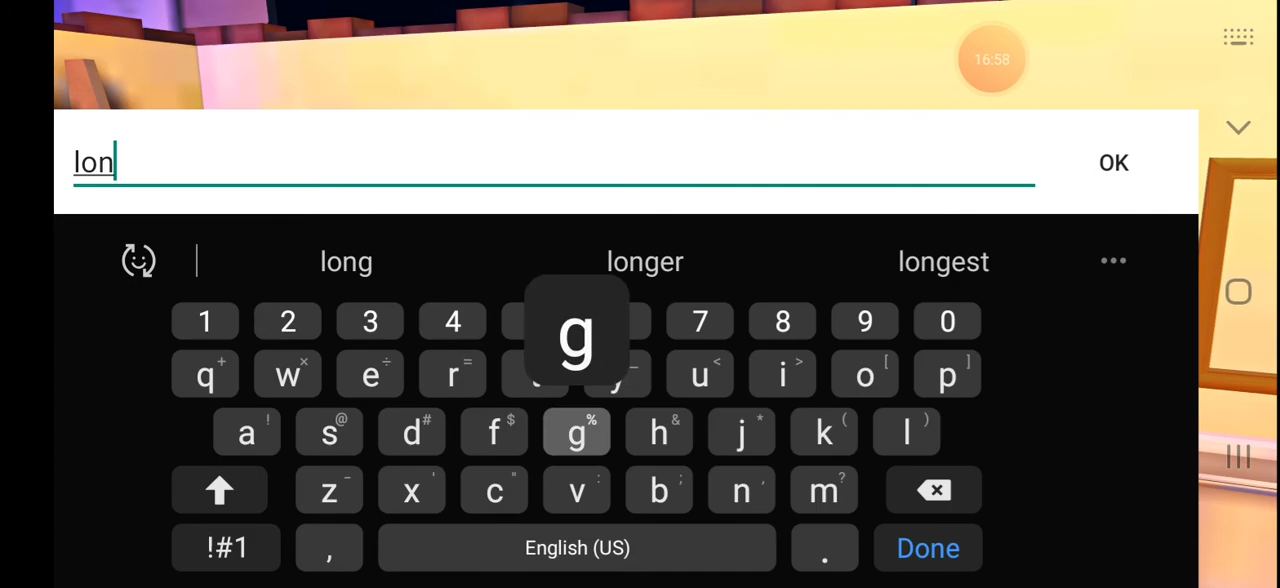 16:58
lon
OK
long longer longest
g
1 2 3 4 7 8 9 0
q + w × e ÷ r = y – u < i > o [ p ]
a ! s @ d # f $ g % h & j * k ( l )
z - x ' c " v : b ; n , m ?
!#1 , English (US) . Done